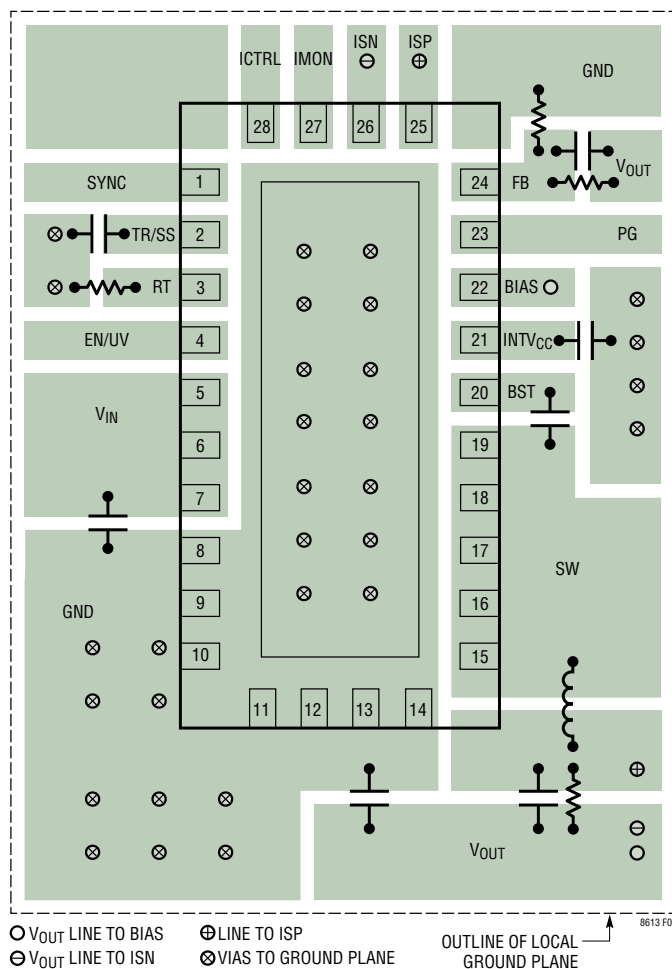 ICTRL IMON ISN ISP
GND
28 27 26 25
SYNC 1 24 FB VOUT
TR/SS 2 23 PG
RT 3 22 BIAS
EN/UV 4 21 INTVCC
5 20 BST
VIN
6 19
7 18
8 17
SW
9 16
GND
10 15
11 12 13 14
VOUT
8613 F0
VOUT LINE TO BIAS LINE TO ISP
VOUT LINE TO ISN VIAS TO GROUND PLANE
OUTLINE OF LOCAL
GROUND PLANE